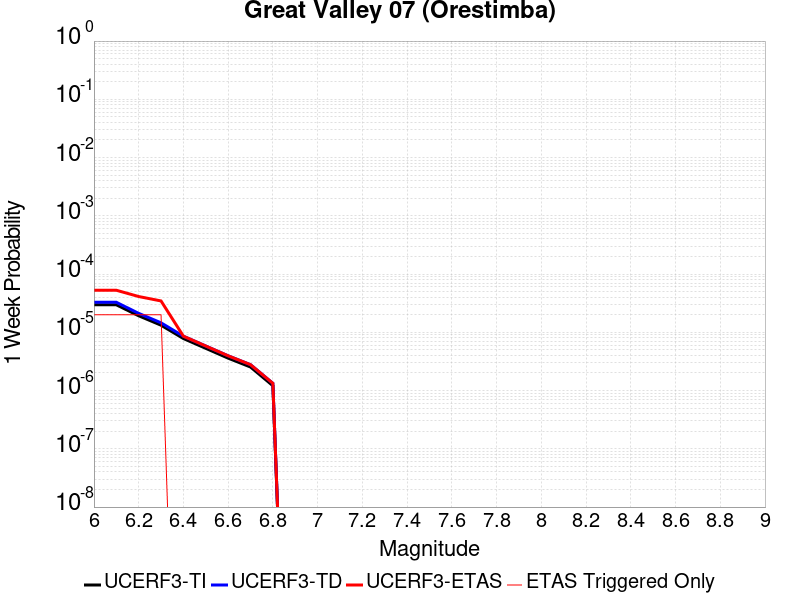 Great Valley 07 (Orestimba)
10^0
10^-1
10^-2
10^-3
10^-4
10^-5
10^-6
10^-7
10^-8
1 Week Probability
6 6.2 6.4 6.6 6.8 7 7.2 7.4 7.6 7.8 8 8.2 8.4 8.6 8.8 9
Magnitude
UCERF3-TI UCERF3-TD UCERF3-ETAS ETAS Triggered Only